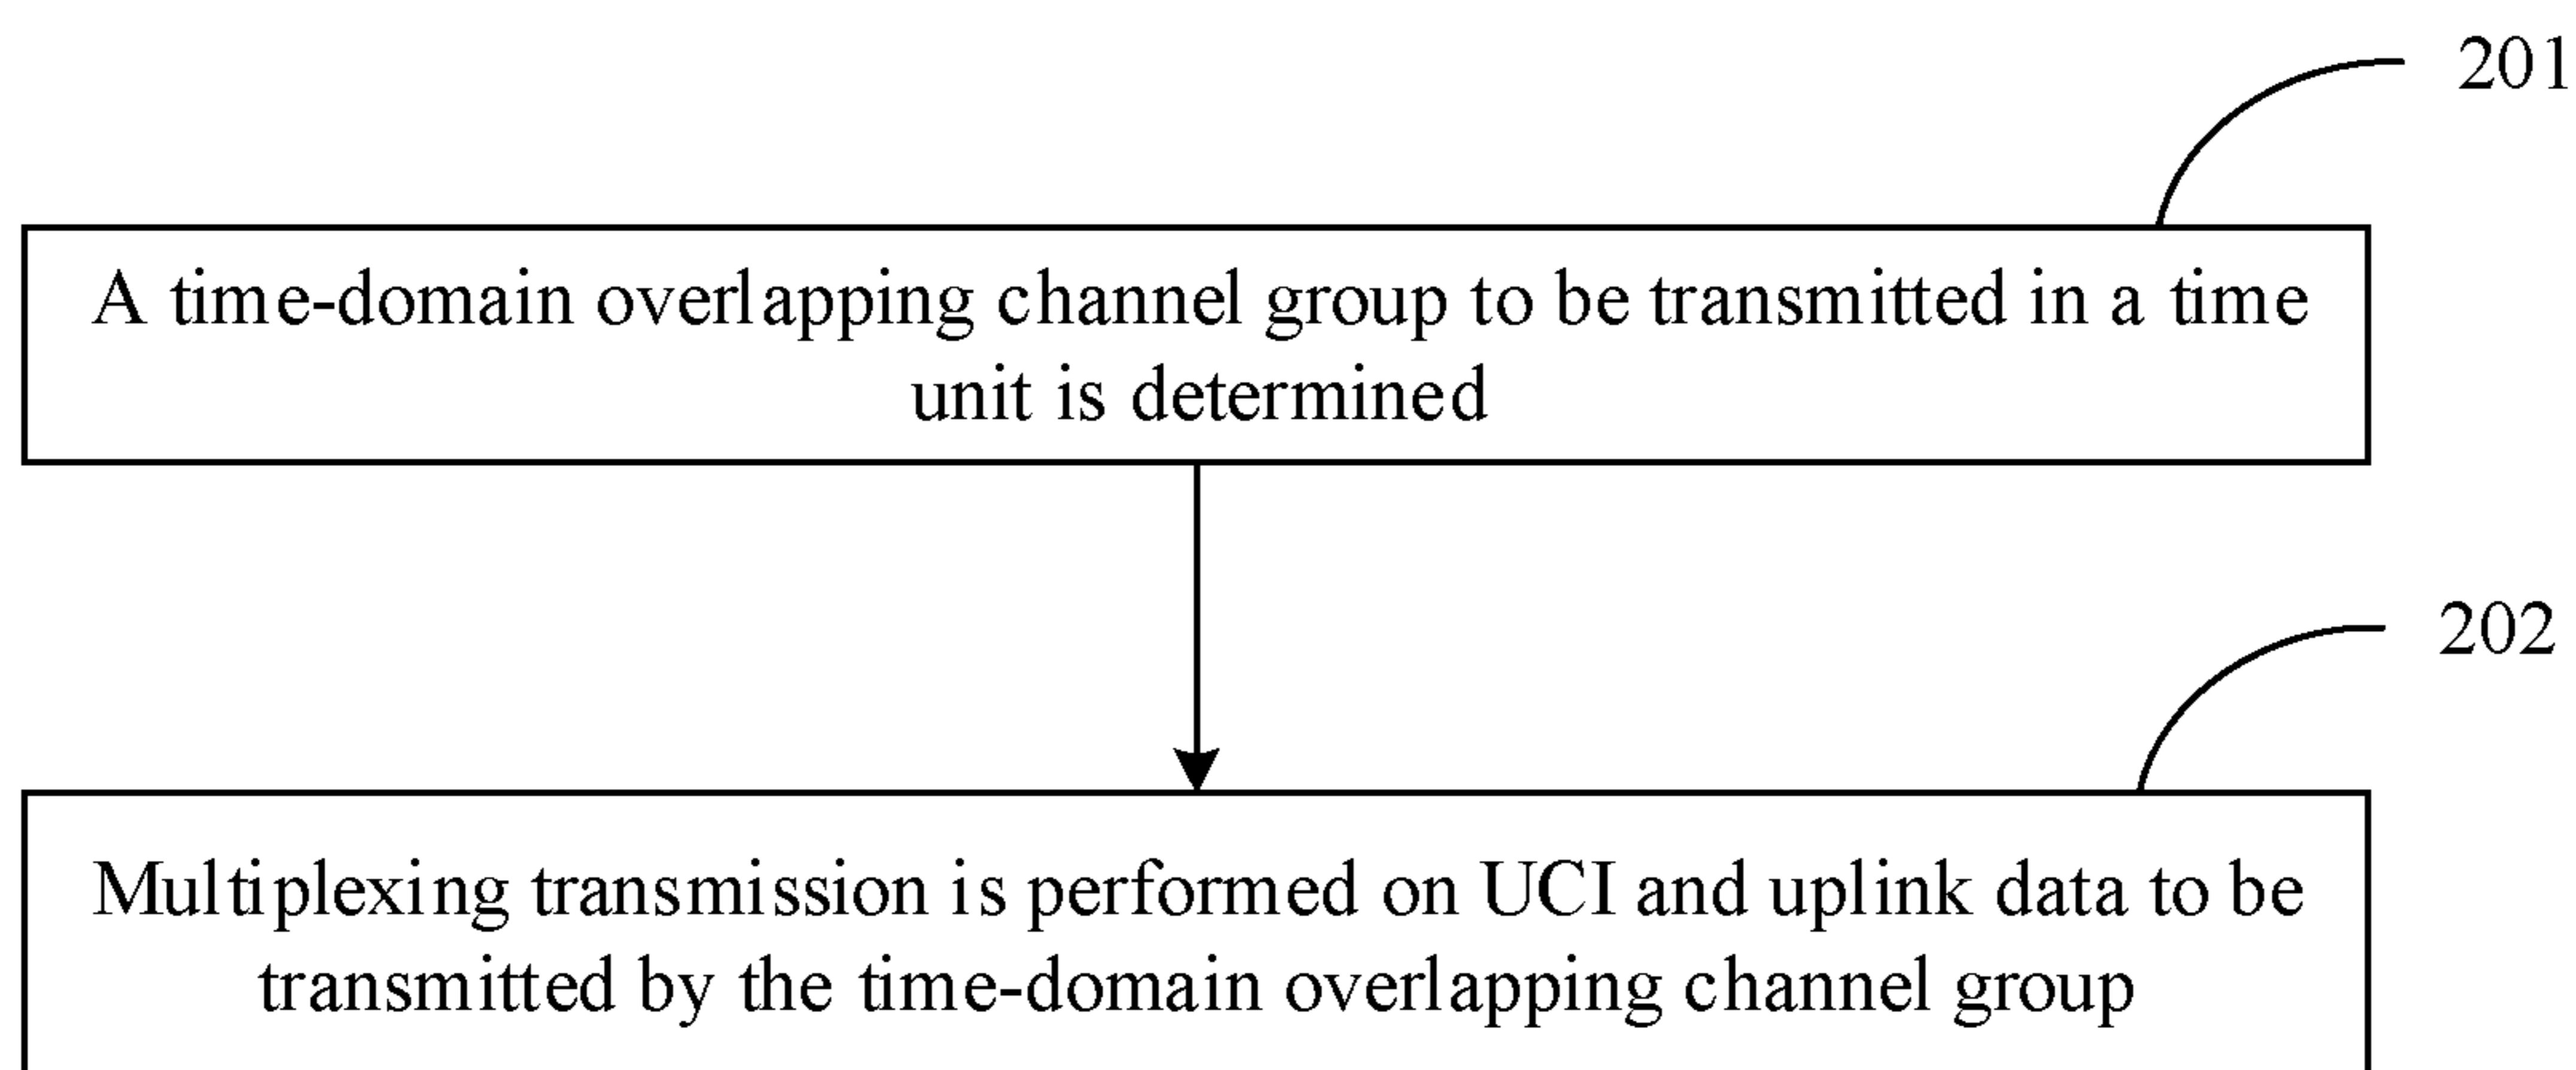 201
A time-domain overlapping channel group to be transmitted in a time
unit is determined
202
Multiplexing transmission is performed on UCI and uplink data to be
transmitted by the time-domain overlapping channel group